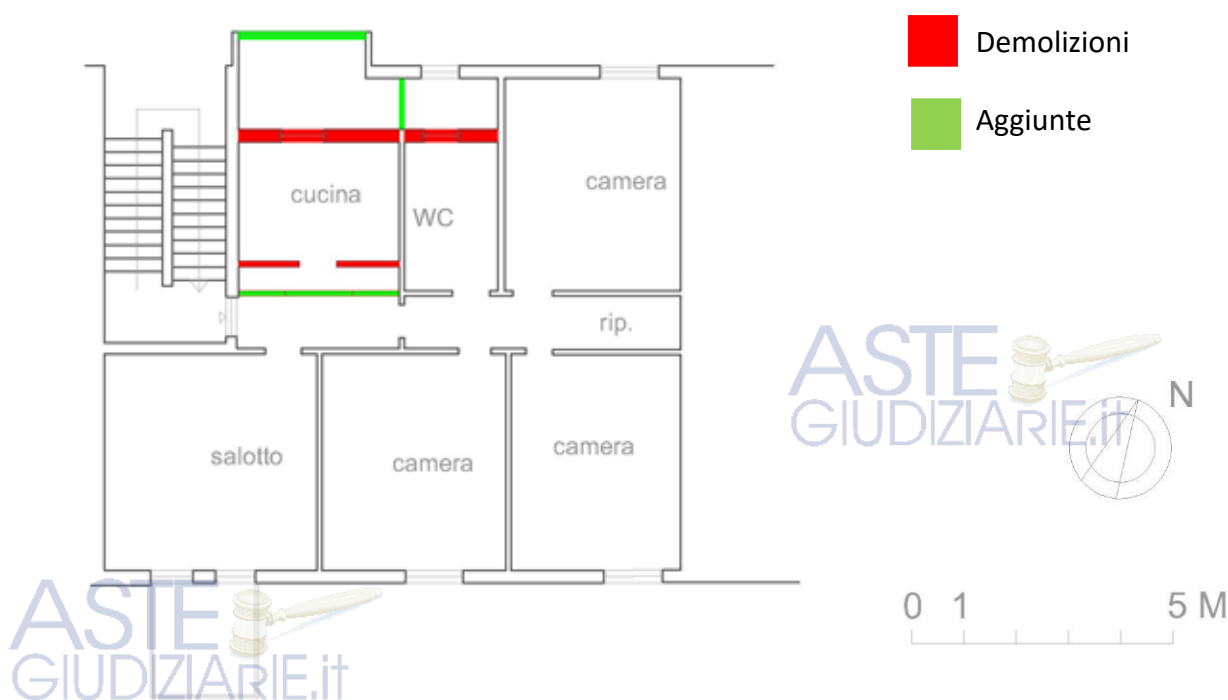 Demolizioni
Aggiunte
cucina
camera
WC
rip.
salotto
camera
camera
ASTE
GIUDIZIARIE.it
N
0 1 5 M
ASTE
GIUDIZIARIE.it